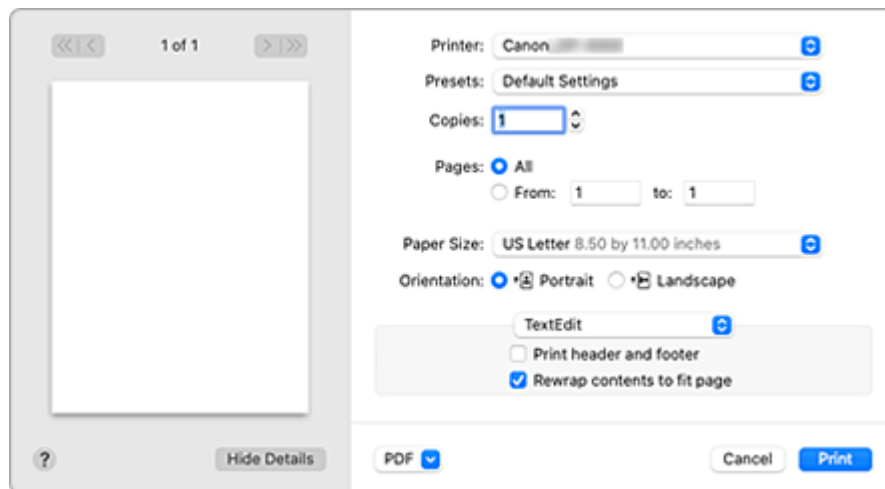 1 of 1
Printer: Canon
Presets: Default Settings
Copies: 1
Pages: All
From: 1 to: 1
Paper Size: US Letter 8.50 by 11.00 inches
Orientation: Portrait Landscape
TextEdit
Print header and footer
Rewrap contents to fit page
? Hide Details PDF Cancel Print